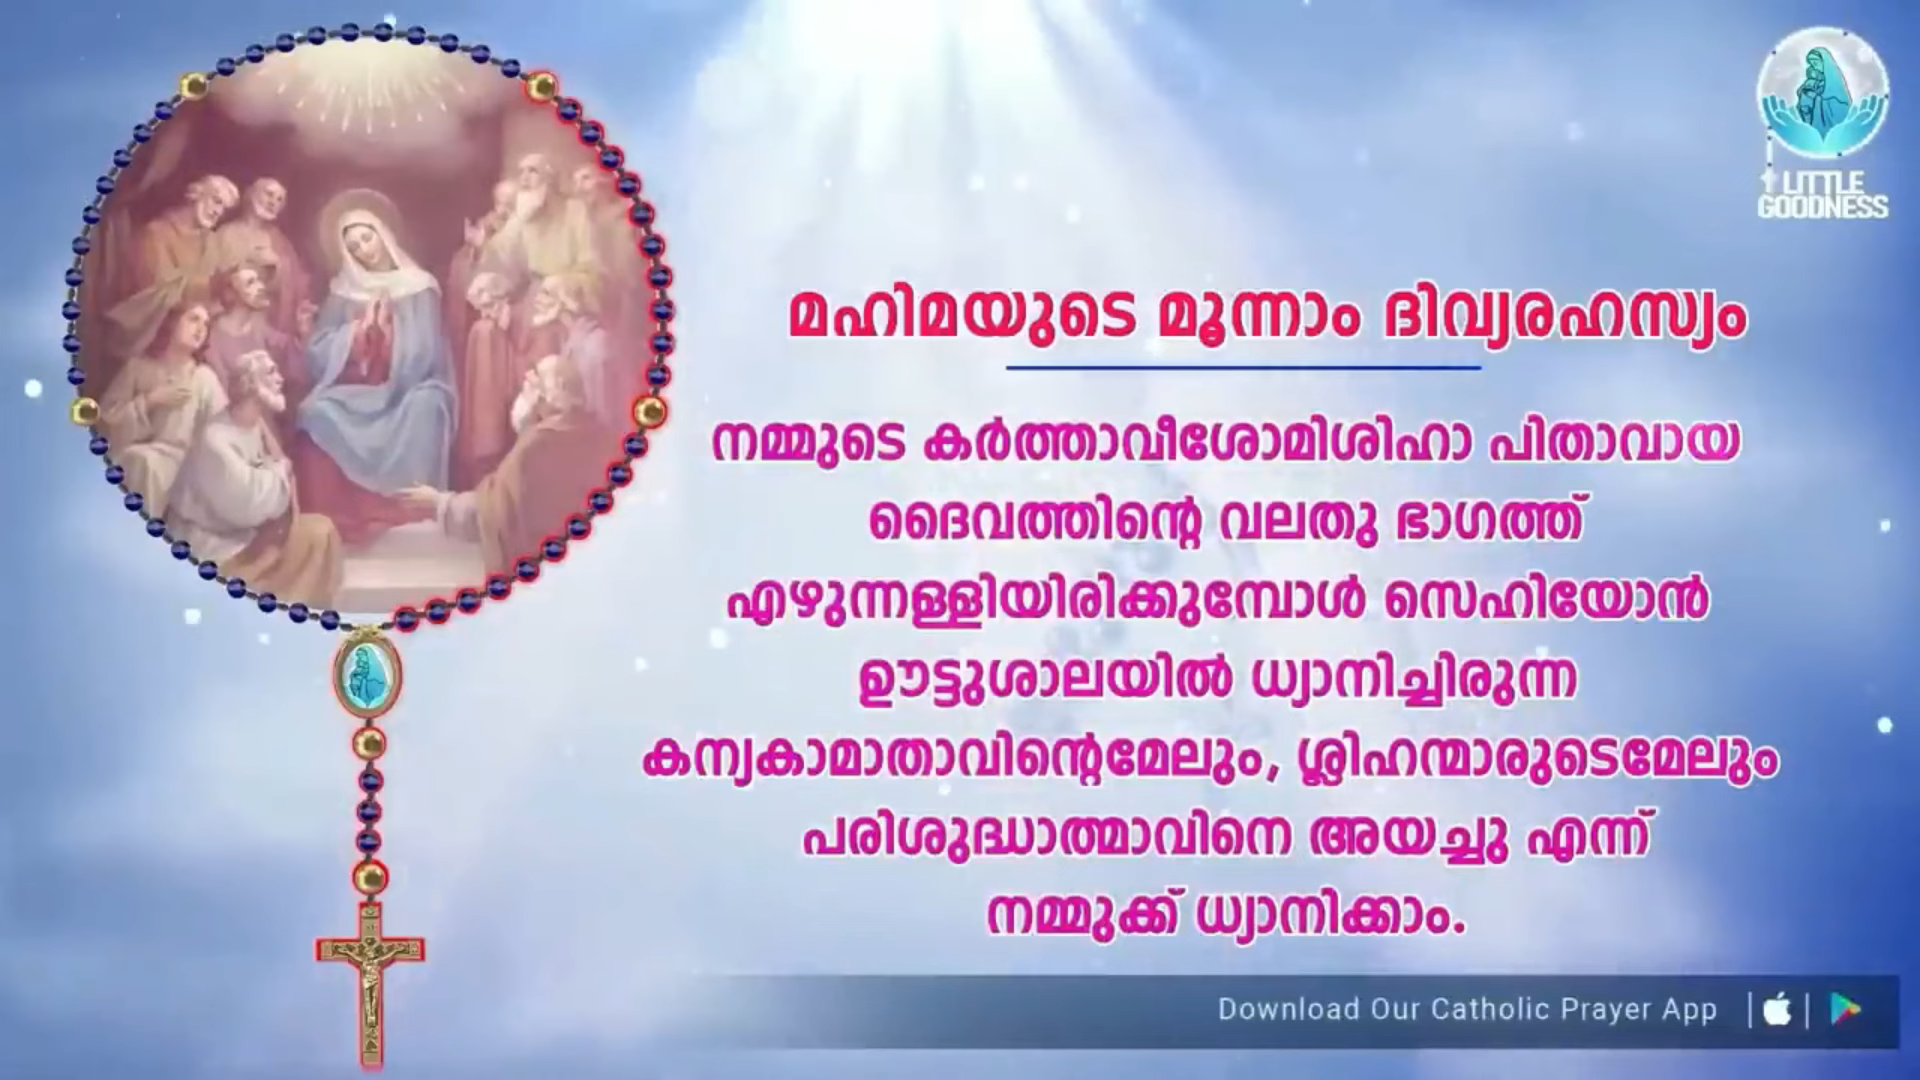 LITTLE
GOODNESS
മഹിമയുടെ മൂന്നാം ദിവ്യരഹസ്യം
നമ്മുടെ കർത്താവീശോമിശിഹാ പിതാവായ
ദൈവത്തിന്റെ വലതു ഭാഗത്ത്
എഴുന്നള്ളിയിരിക്കുമ്പോൾ സെഹിയോൻ
ഊട്ടുശാലയിൽ ധ്യാനിച്ചിരുന്ന
കന്യകാമാതാവിന്റെമേലും, ശ്ലിഹന്മാരുടെമേലും
പരിശുദ്ധാത്മാവിനെ അയച്ചു എന്ന്
നമ്മുക്ക് ധ്യാനിക്കാം.
Download Our Catholic Prayer App